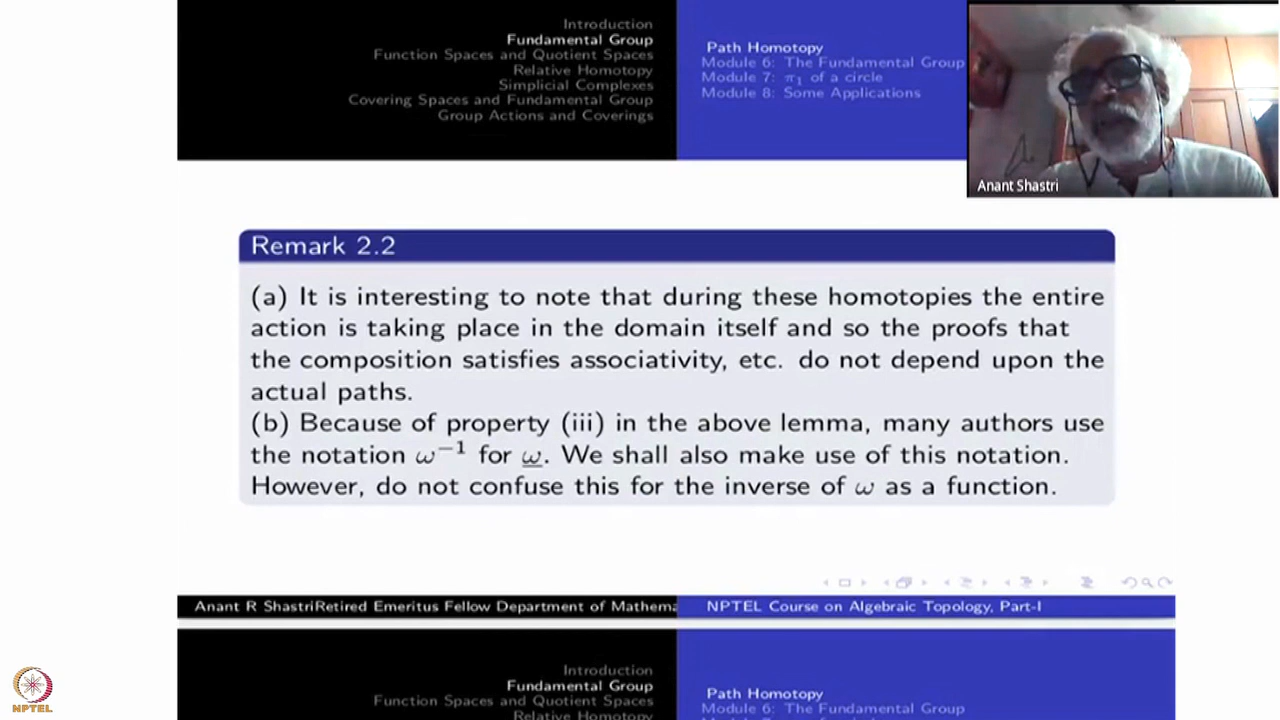 Introduction
Fundamental Group
Function Spaces and Quotient Spaces
Relative Homotopy
Simplicial Complexes
Covering Spaces and Fundamental Group
Group Actions and Coverings
Path Homotopy
Module 6: The Fundamental Group
Module 7: π₁ of a circle
Module 8: Some Applications
Anant Shastri
Remark 2.2
(a) It is interesting to note that during these homotopies the entire
action is taking place in the domain itself and so the proofs that
the composition satisfies associativity, etc. do not depend upon the
actual paths.
(b) Because of property (iii) in the above lemma, many authors use
the notation ω⁻¹ for ω̲. We shall also make use of this notation.
However, do not confuse this for the inverse of ω as a function.
Anant R ShastriRetired Emeritus Fellow Department of Mathema
NPTEL Course on Algebraic Topology, Part-I
Introduction
Fundamental Group
Function Spaces and Quotient Spaces
Relative Homotopy
Path Homotopy
Module 6: The Fundamental Group
NPTEL